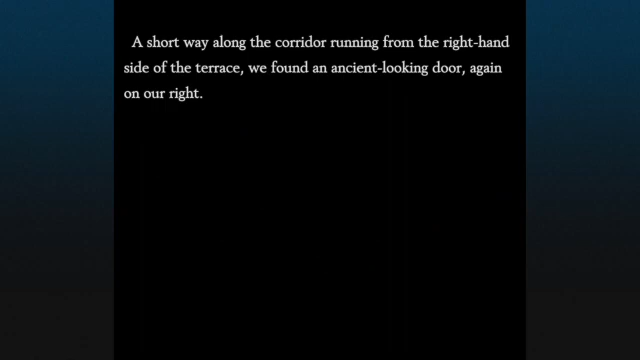 A short way along the corridor running from the right-hand
side of the terrace, we found an ancient-looking door, again
on our right.